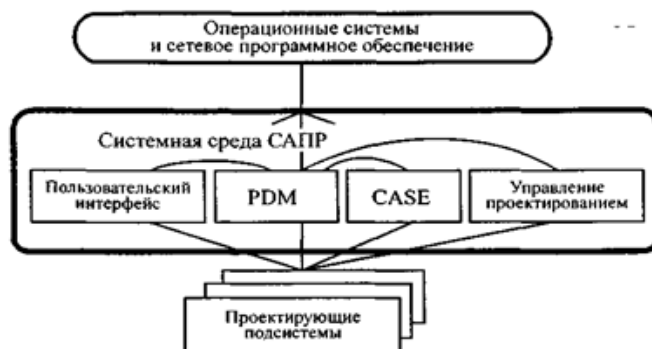 Операционные системы
и сетевое программное обеспечение
Системная среда САПР
Пользовательский
интерфейс
PDM
CASE
Управление
проектированием
Проектирующие
подсистемы